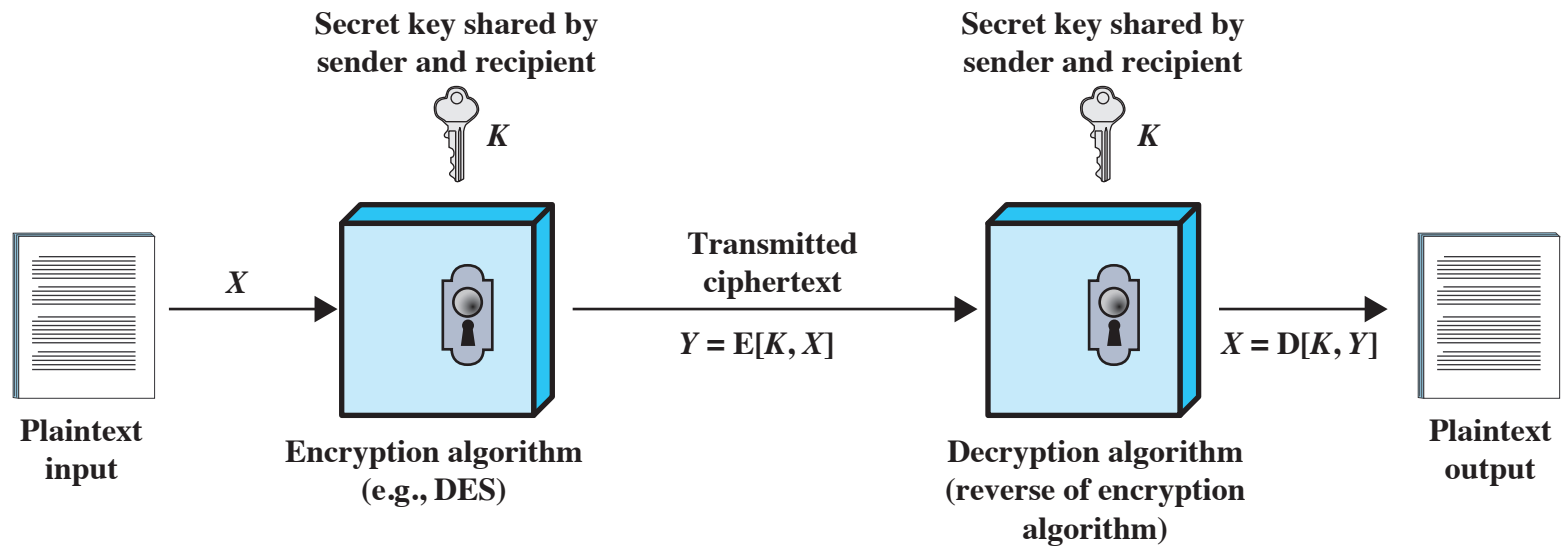 Secret key shared by
sender and recipient
K
Secret key shared by
sender and recipient
K
X
Transmitted
ciphertext
Y = E[K, X]
X = D[K, Y]
Plaintext
input
Encryption algorithm
(e.g., DES)
Decryption algorithm
(reverse of encryption
algorithm)
Plaintext
output